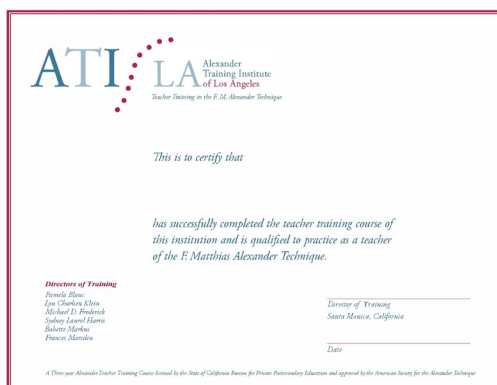 ATI LA
Alexander
Training Institute
of Los Angeles
Teacher Training in the F. M. Alexander Technique
This is to certify that
has successfully completed the teacher training course of
this institution and is qualified to practice as a teacher
of the F. Matthias Alexander Technique.
Directors of Training
Pamela Blanc
Lyn Charlsen Klein
Michael D. Frederick
Sydney Laurel Harris
Babette Markus
Frances Marsden
Director of Training
Santa Monica, California
Date
A Three-year Alexander Teacher Training Course licensed by the State of California Bureau for Private Postsecondary Education and approved by the American Society for the Alexander Technique